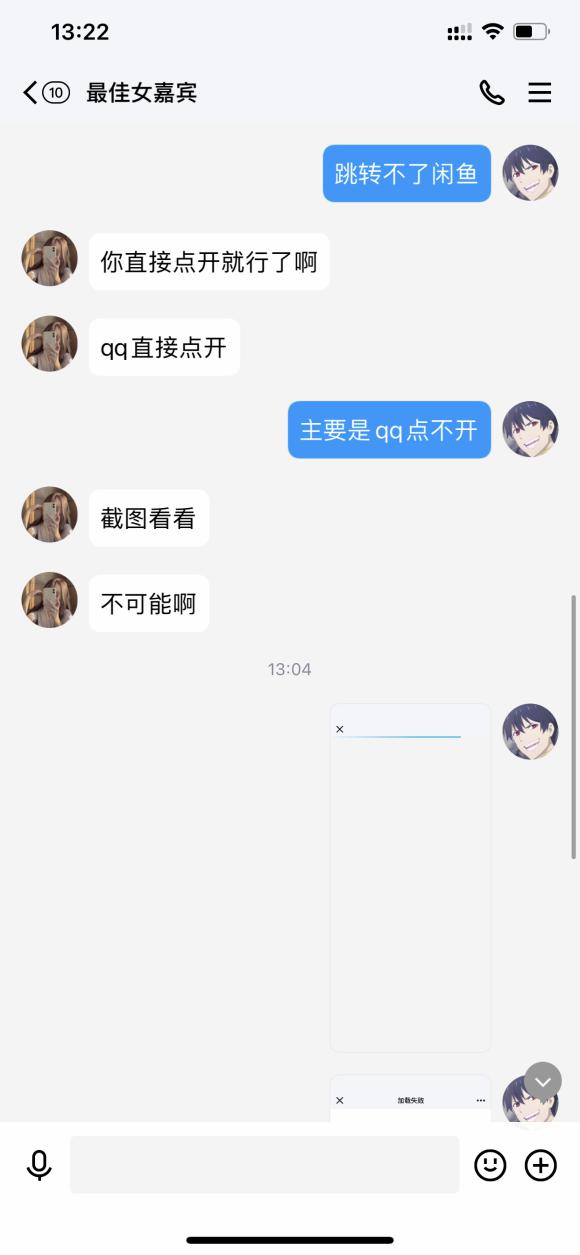 13:22
10
最佳女嘉宾
跳转不了闲鱼
你直接点开就行了啊
qq直接点开
主要是qq点不开
截图看看
不可能啊
13:04
加载失败